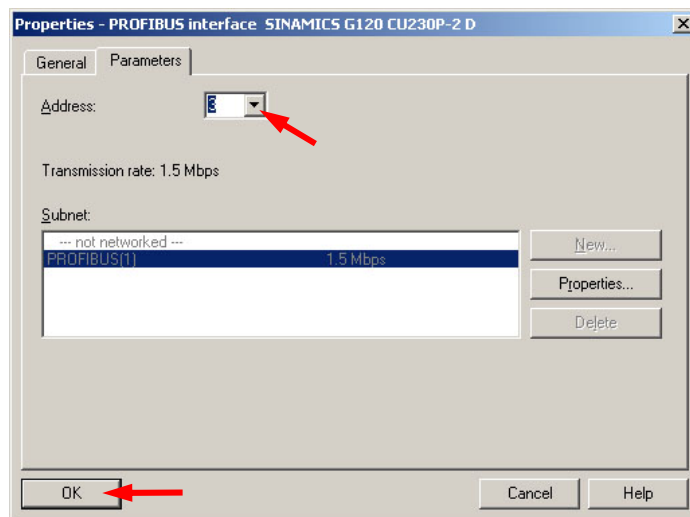 Properties - PROFIBUS interface SINAMICS G120 CU230P-2 D
General Parameters
Address: 3
Transmission rate: 1.5 Mbps
Subnet:
--- not networked --- New...
PROFIBUS(1) 1.5 Mbps
Properties...
Delete
OK Cancel Help